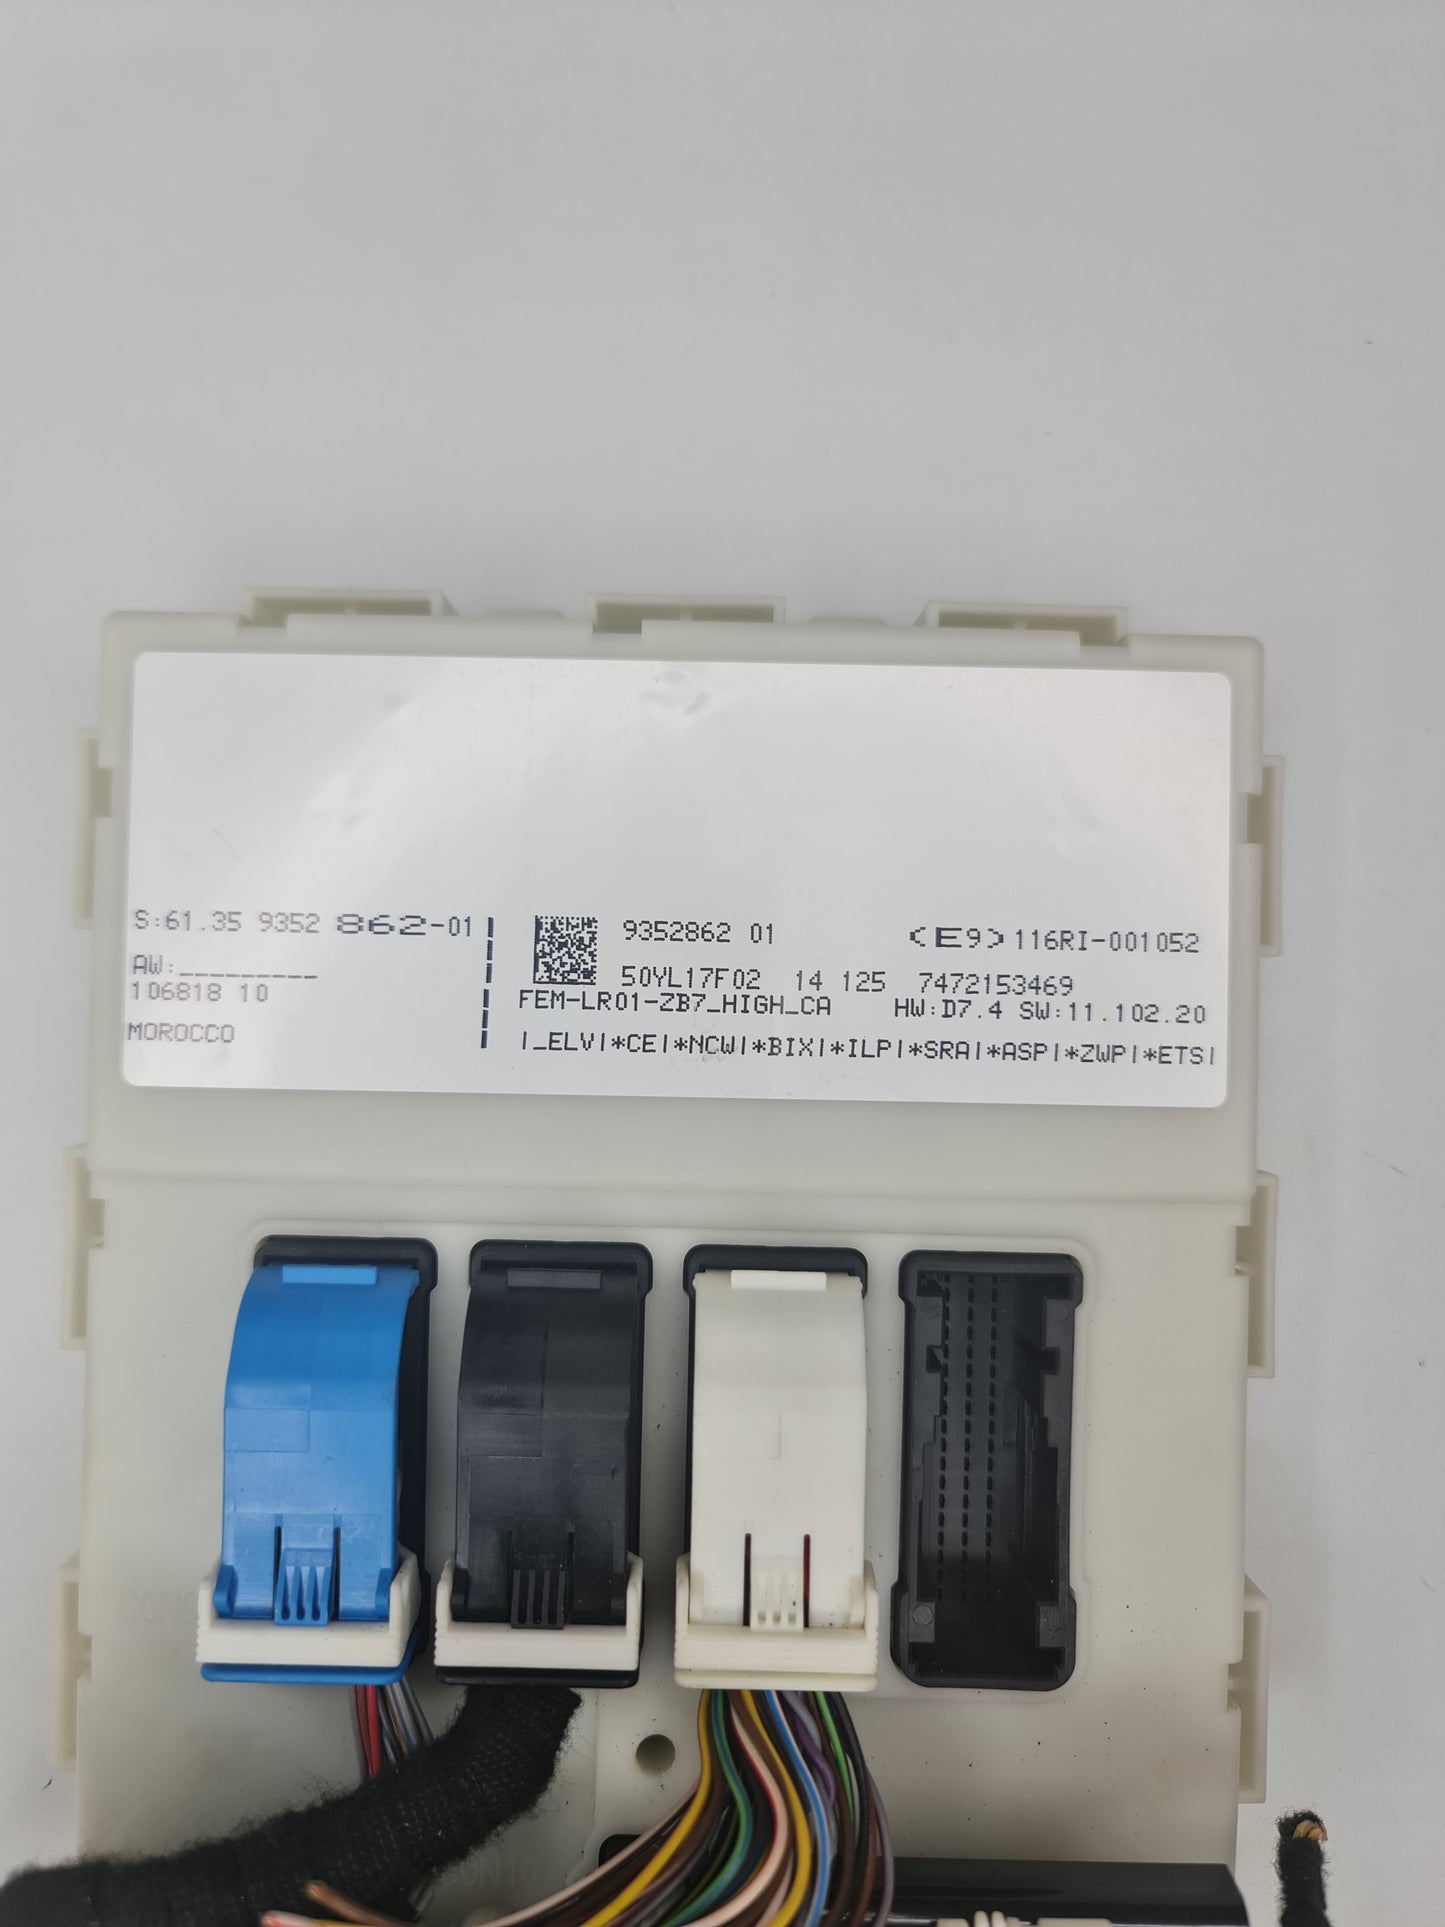 S:61.35 9352 862-01
AW:_________
106818 10
MOROCCO
9352862 01
<E9>116RI-001052
50YL17F02 14 125 7472153469
FEM-LR01-ZB7_HIGH_CA HW:D7.4 SW:11.102.20
|_ELV|*CE|*NCW|*BIX|*ILP|*SRA|*ASP|*ZWP|*ETS|